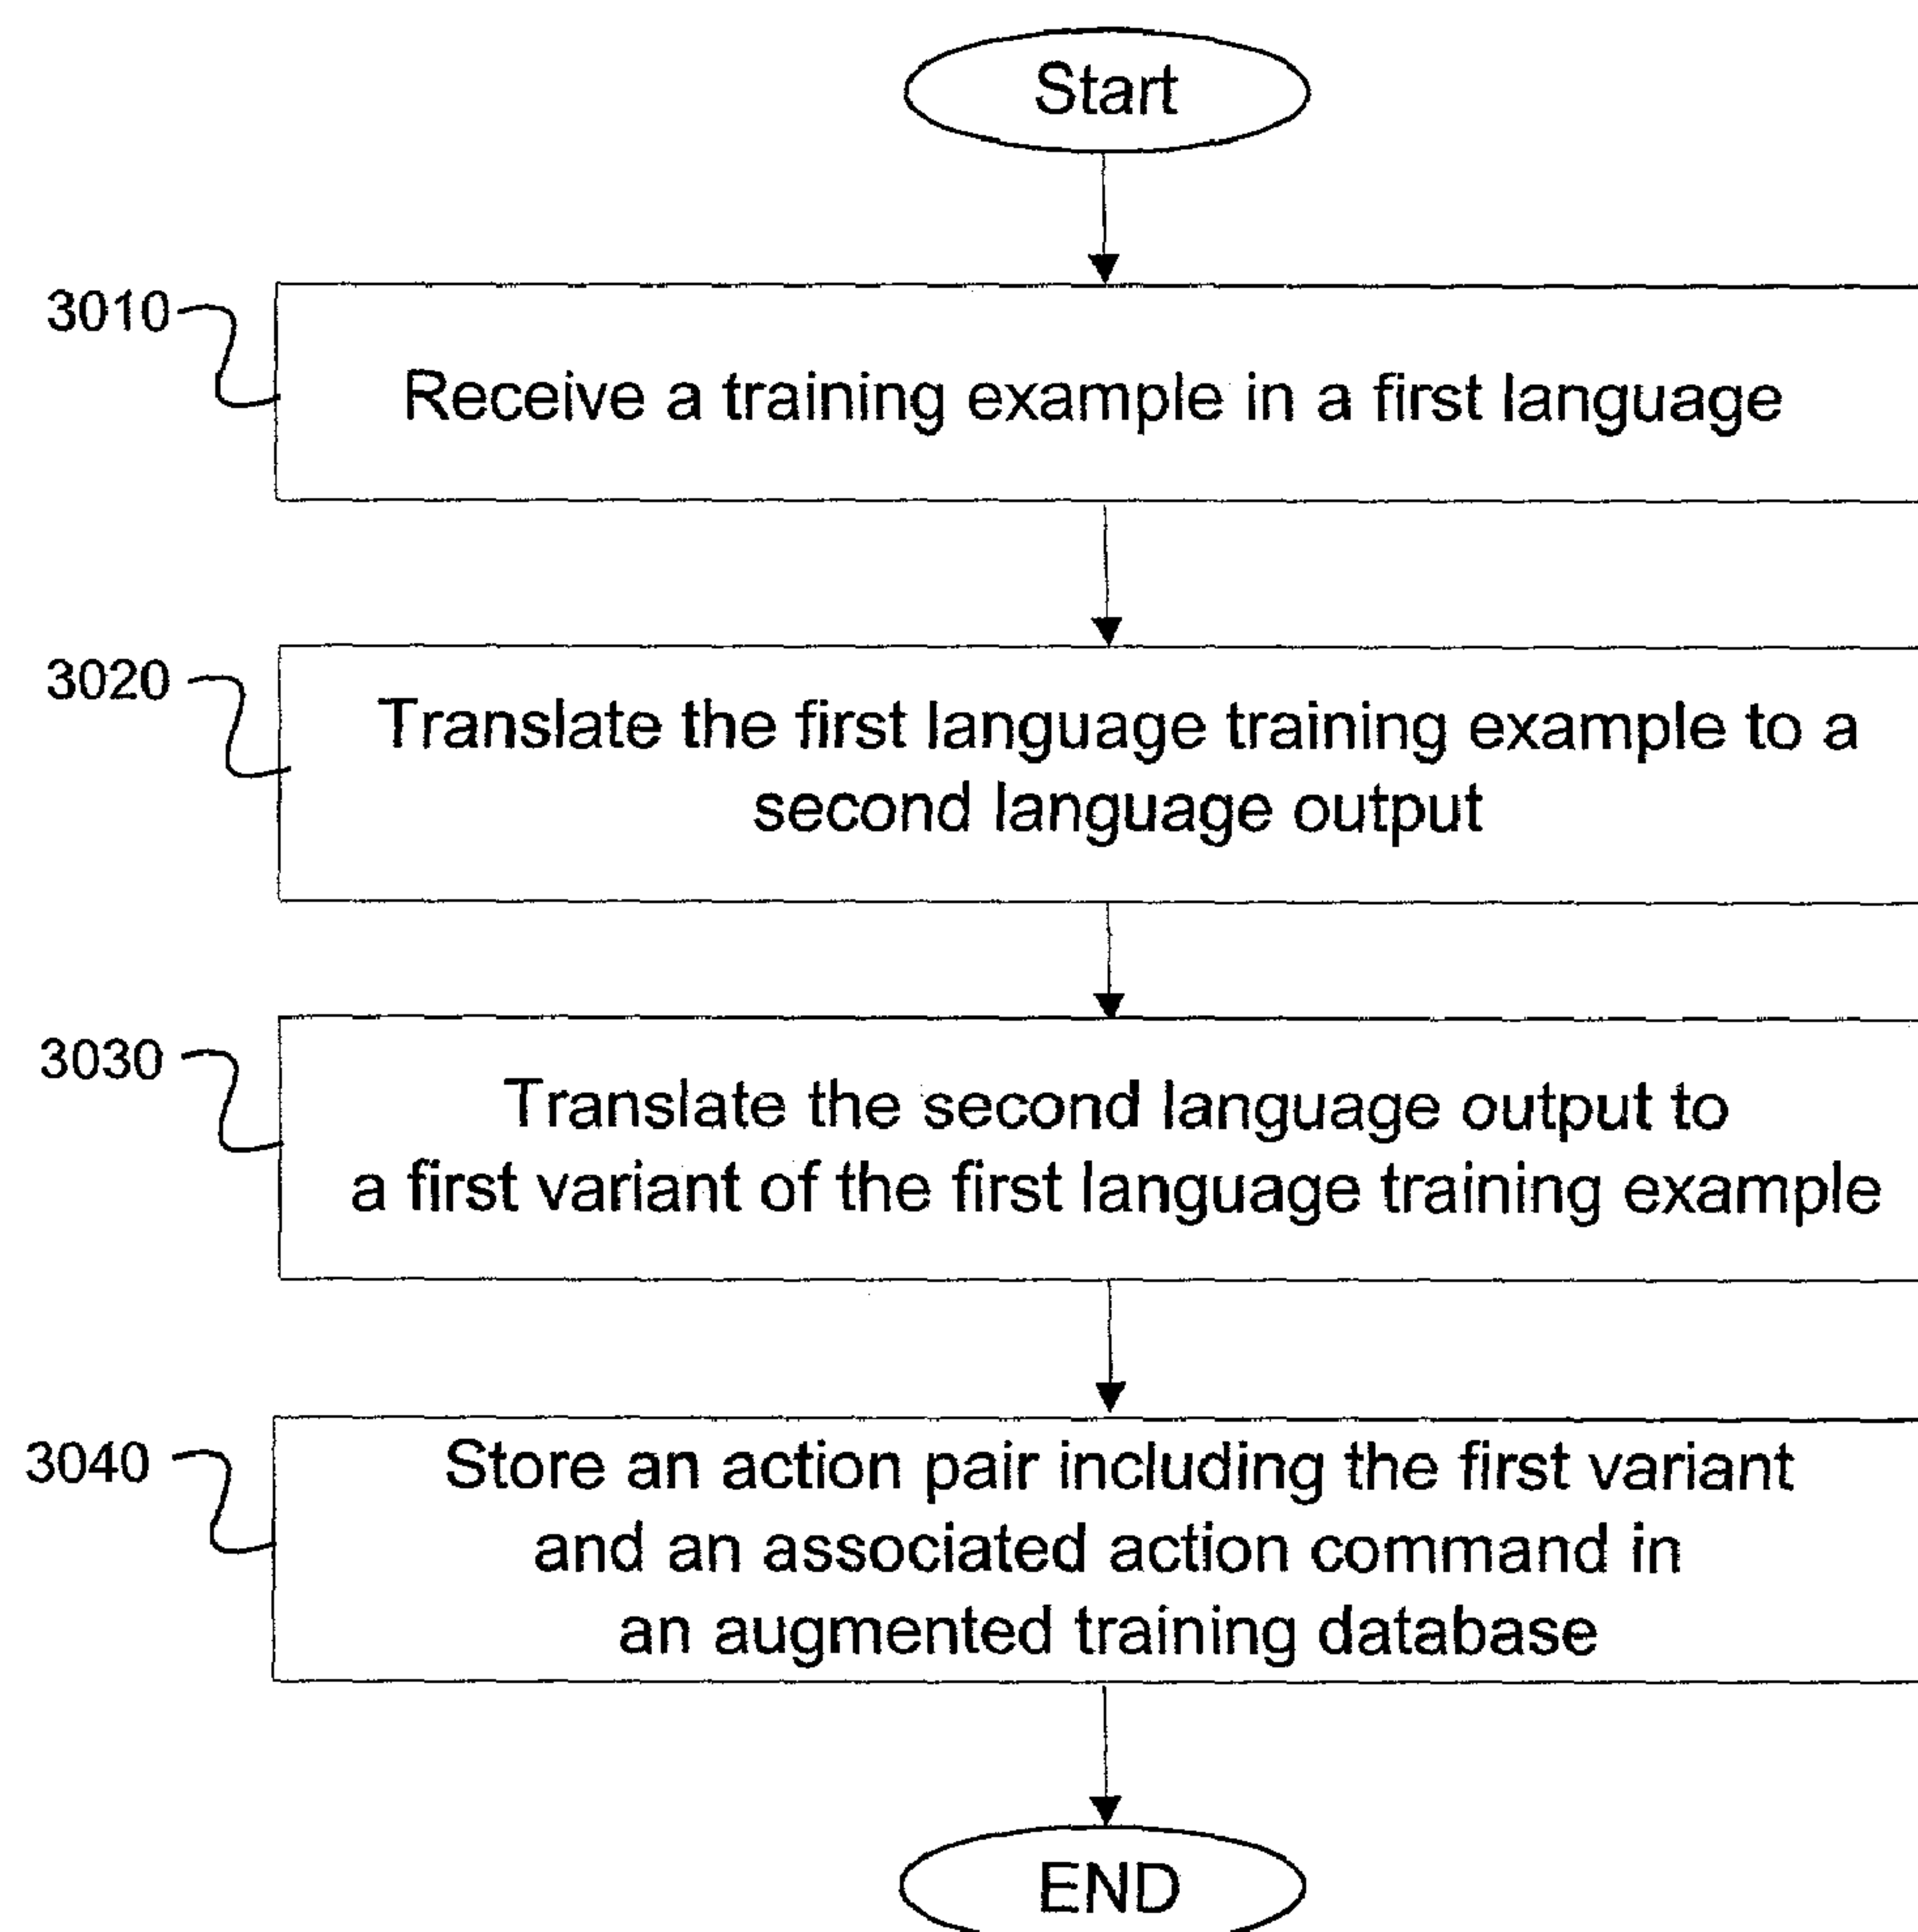 Start
3010
Receive a training example in a first language
3020
Translate the first language training example to a
second language output
3030
Translate the second language output to
a first variant of the first language training example
3040
Store an action pair including the first variant
and an associated action command in
an augmented training database
END